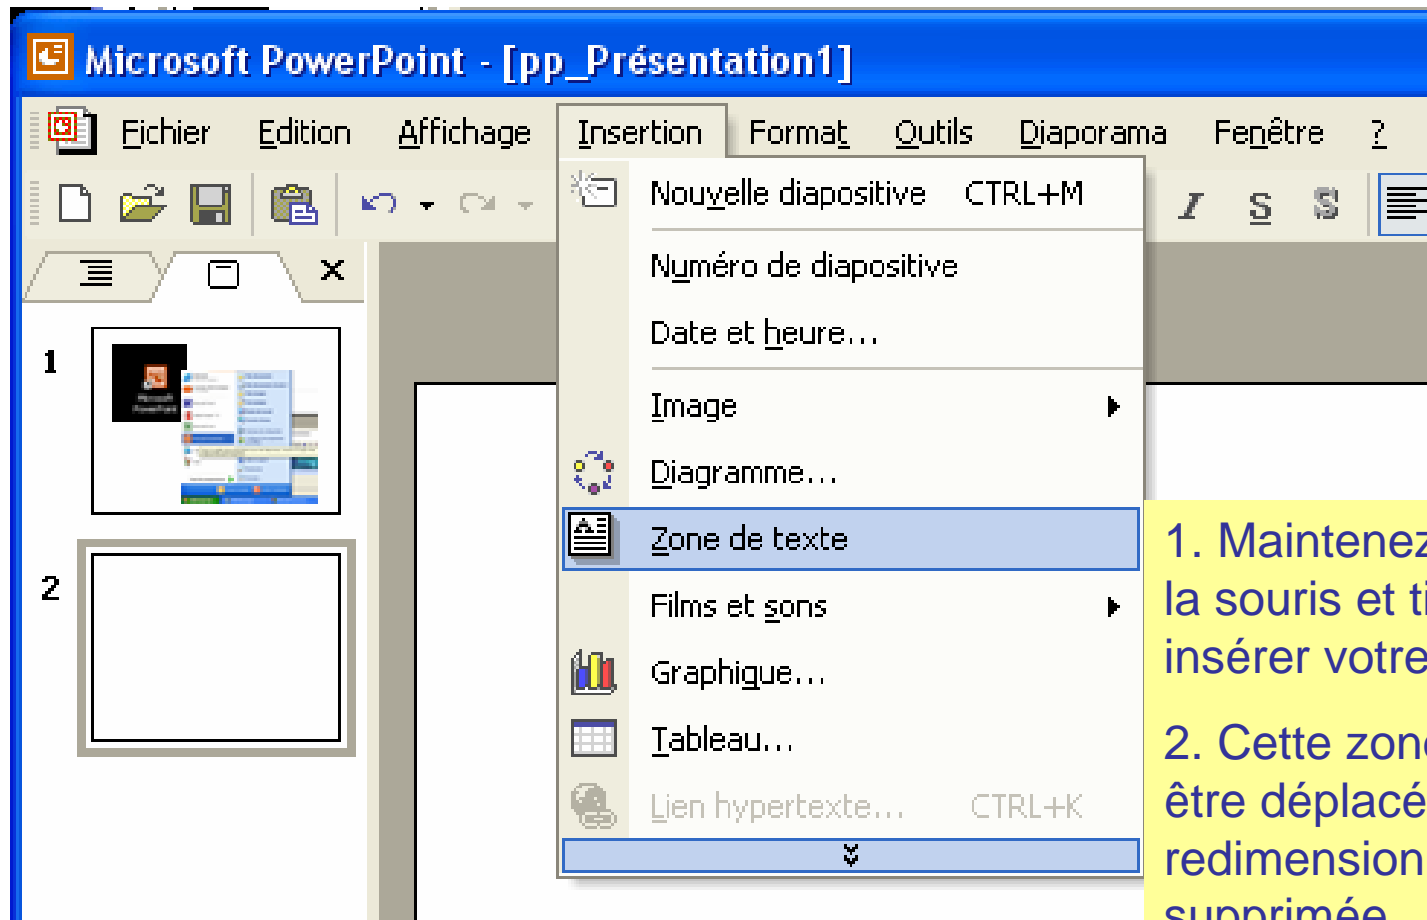 Microsoft PowerPoint - [pp_Présentation1]
Fichier Edition Affichage Insertion Format Outils Diaporama Fenêtre ?
I S S
Nouvelle diapositive CTRL+M
Numéro de diapositive
Date et heure...
Image
Diagramme...
Zone de texte
Films et sons
Graphique...
Tableau...
Lien hypertexte... CTRL+K
1
2
1. Maintenez
la souris et
insérer votre
2. Cette zone
être déplacé
redimension
supprimée